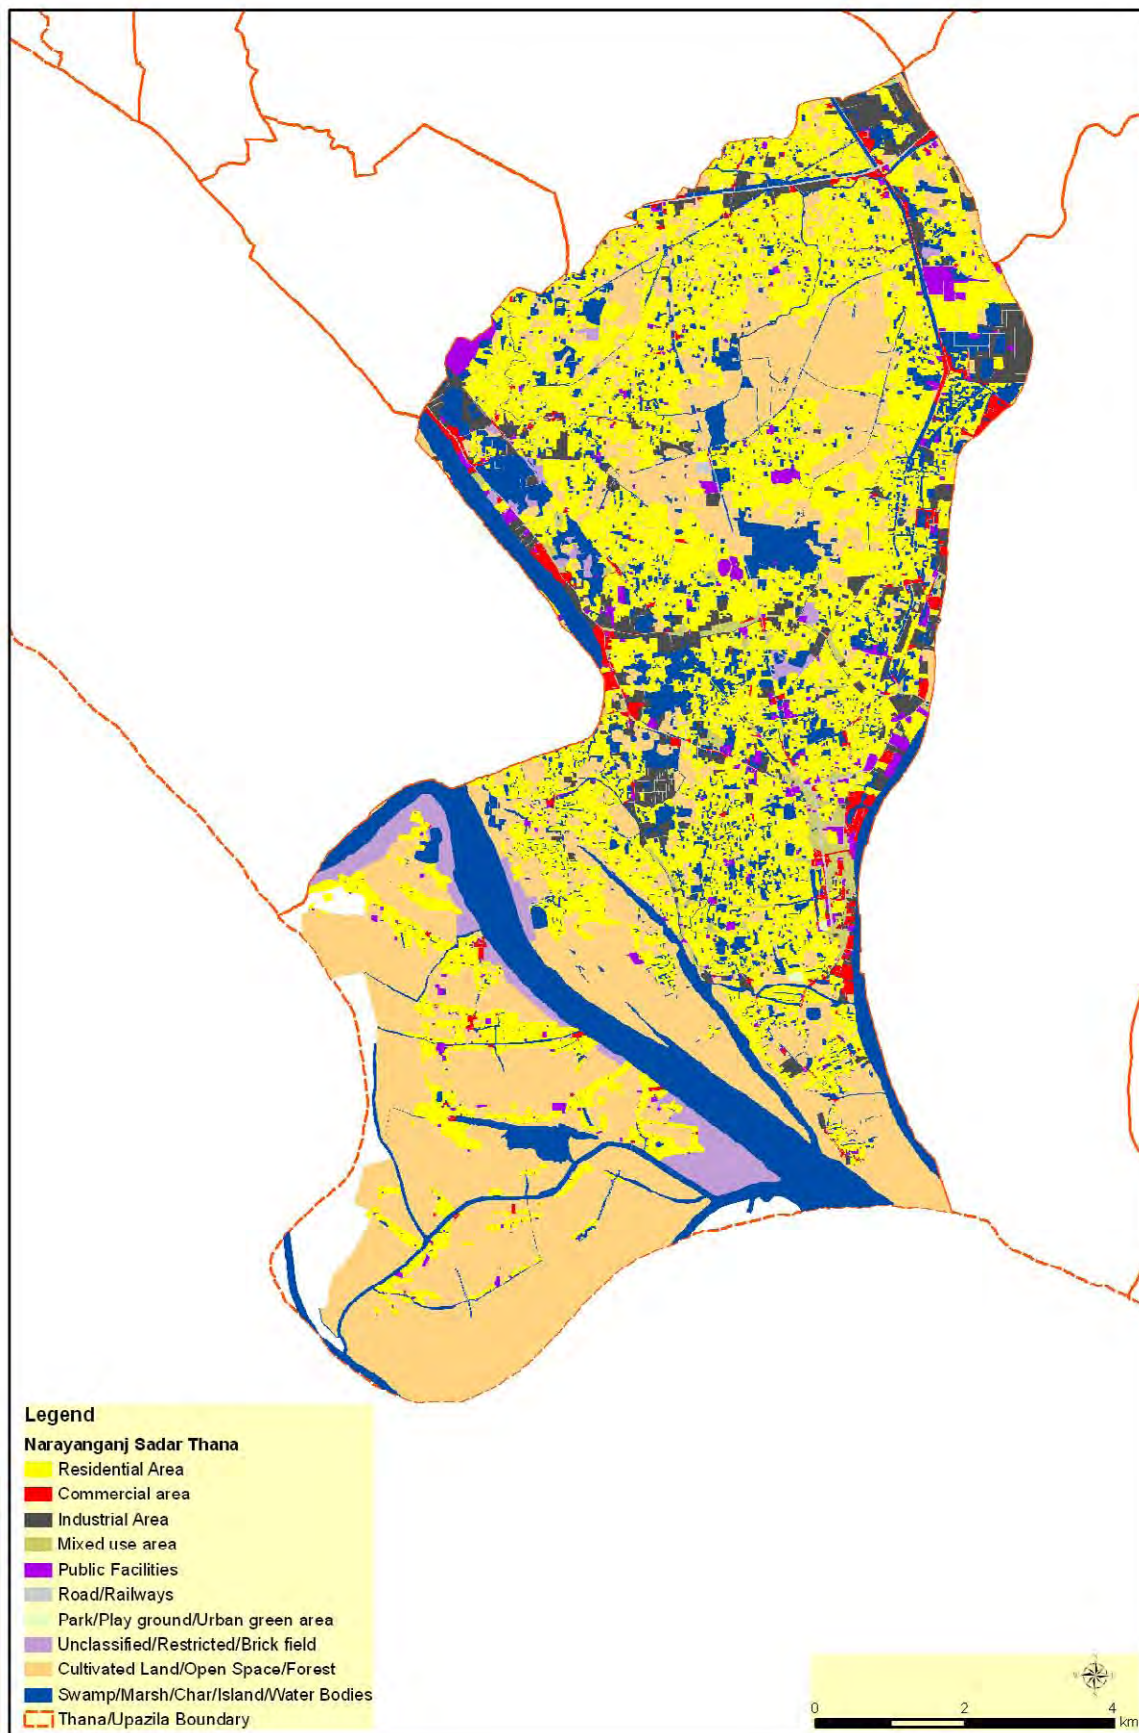 Legend
Narayanganj Sadar Thana
Residential Area
Commercial area
Industrial Area
Mixed use area
Public Facilities
Road/Railways
Park/Play ground/Urban green area
Unclassified/Restricted/Brick field
Cultivated Land/Open Space/Forest
Swamp/Marsh/Char/Island/Water Bodies
Thana/Upazila Boundary
0 2 4
km